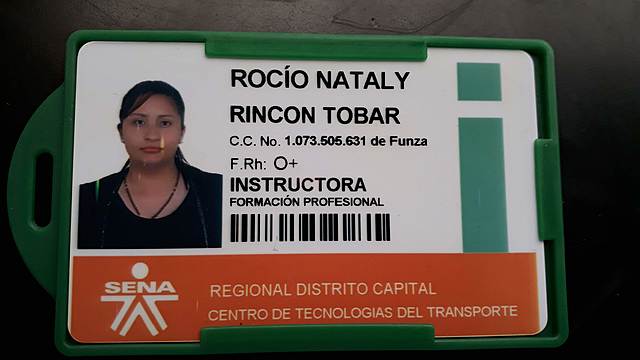 ROCÍO NATALY
RINCON TOBAR
C.C. No. 1.073.505.631 de Funza
F.Rh: O+
INSTRUCTORA
FORMACIÓN PROFESIONAL
SENA
REGIONAL DISTRITO CAPITAL
CENTRO DE TECNOLOGIAS DEL TRANSPORTE